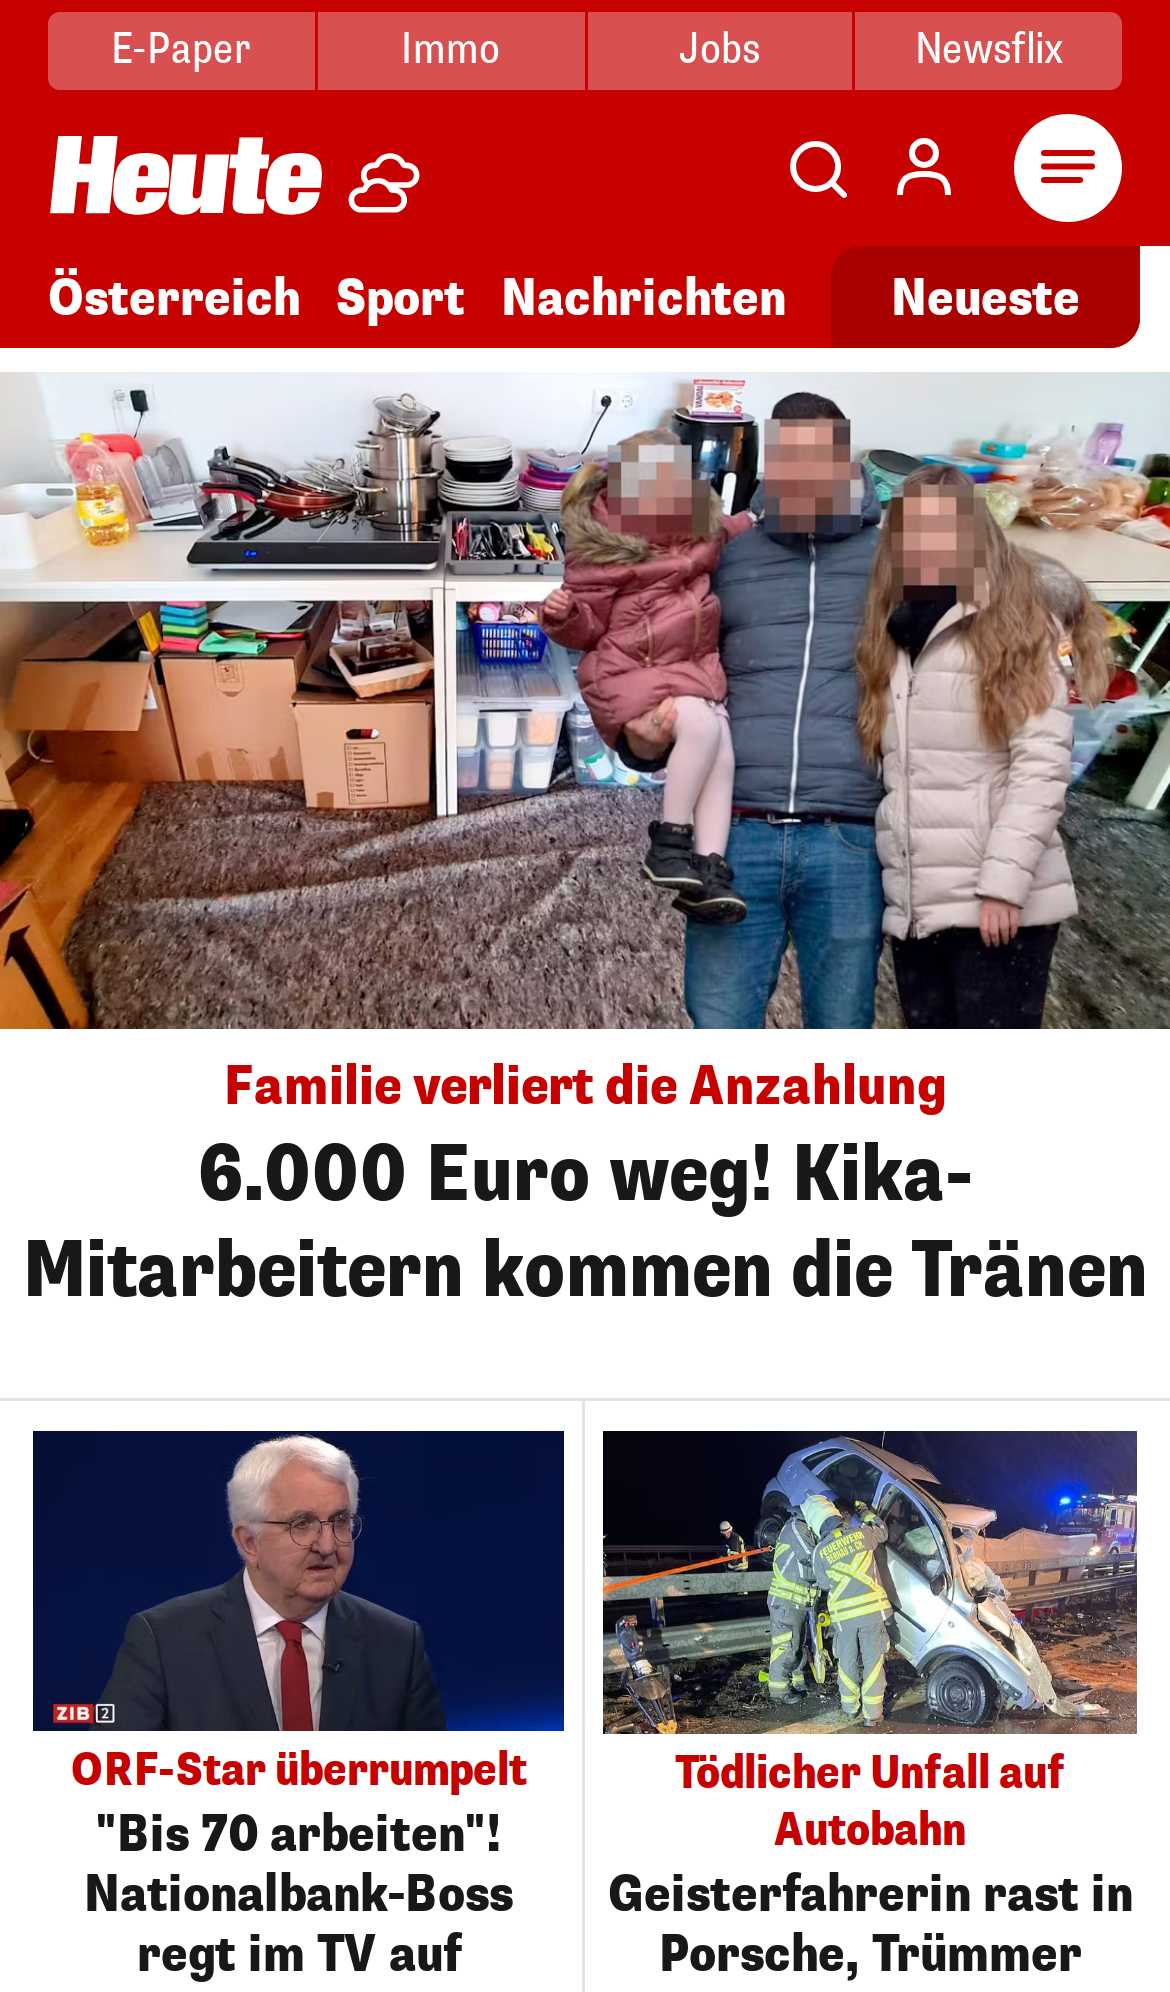 E-Paper Immo Jobs Newsflix
Heute
Österreich Sport Nachrichten Neueste
VANDAL
Familie verliert die Anzahlung
6.000 Euro weg! Kika-
Mitarbeitern kommen die Tränen
ZIB 2
FEUERWEHR
ORF-Star überrumpelt
"Bis 70 arbeiten"!
Nationalbank-Boss
regt im TV auf
Tödlicher Unfall auf
Autobahn
Geisterfahrerin rast in
Porsche, Trümmer